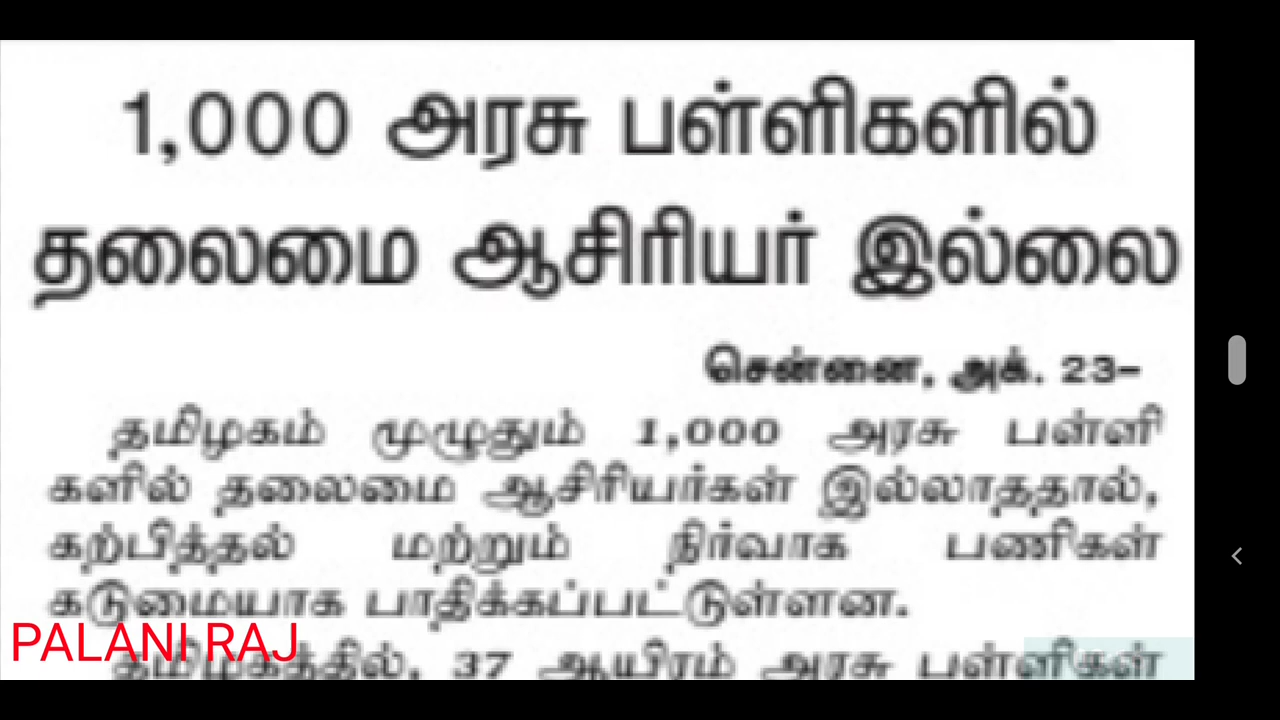 1,000 அரசு பள்ளிகளில்
தலைமை ஆசிரியர் இல்லை
சென்னை, அக். 23–
தமிழகம் முழுதும் 1,000 அரசு பள்ளி
களில் தலைமை ஆசிரியர்கள் இல்லாததால்,
கற்பித்தல் மற்றும் நிர்வாக பணிகள்
கடுமையாக பாதிக்கப்பட்டுள்ளன.
PALANI RAJ
தமிழகத்தில், 37 ஆயிரம் அரசு பள்ளிகள்